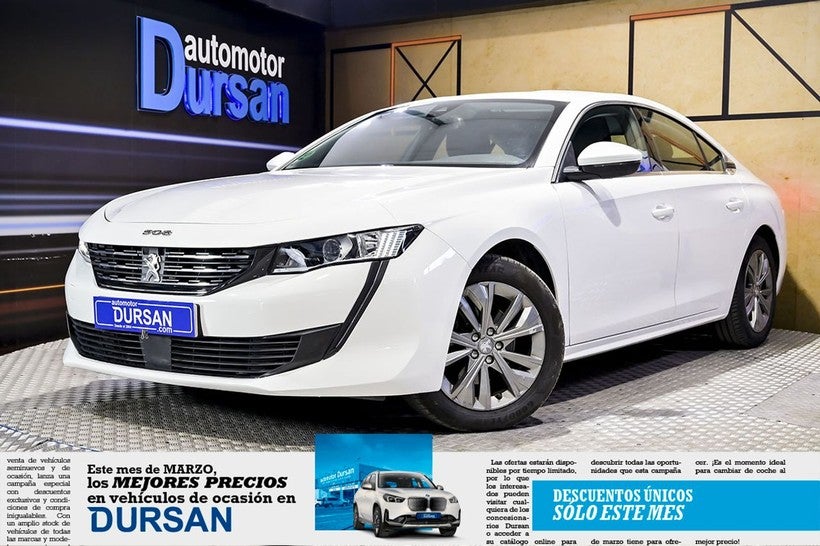 automotor
Dursan
508
automotor
DURSAN
.com
venta de vehículos
seminuevos y de
ocasión, lanza una
campaña especial
con descuentos
exclusivos y condi-
ciones de compra
inigualables. Con
un amplio stock de
vehículos de todas
las marcas y mode-
Este mes de MARZO,
los MEJORES PRECIOS
en vehículos de ocasión en
DURSAN
automotor Dursan
Las ofertas estarán dispo-
nibles por tiempo limitado,
por lo que
los interesa-
dos pueden
visitar cual-
quiera de los
concesiona-
rios Dursan
o acceder a
su catálogo online para
descubrir todas las oportu-
nidades que esta campaña
cer. ¡Es el momento ideal
para cambiar de coche al
DESCUENTOS ÚNICOS
SÓLO ESTE MES
de marzo tiene para ofre-
mejor precio!